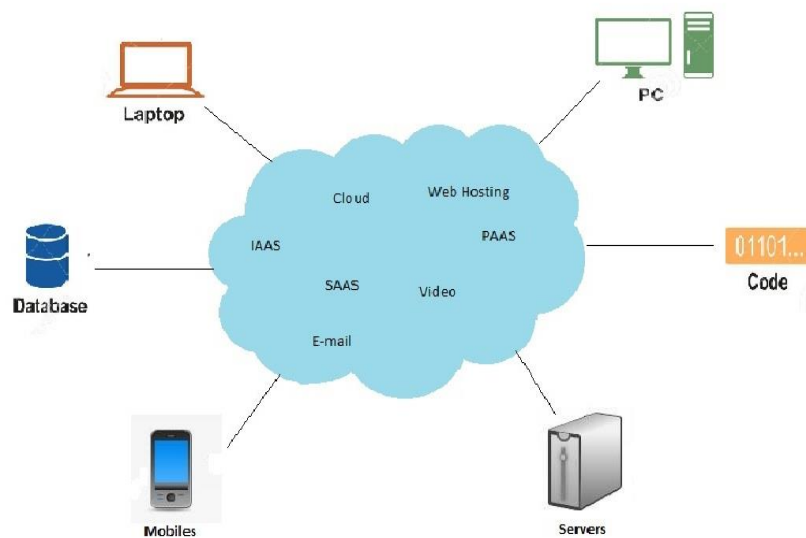 PC
Laptop
Cloud
Web Hosting
IAAS
PAAS
01101...
SAAS
Video
Code
Database
E-mail
Mobiles
Servers